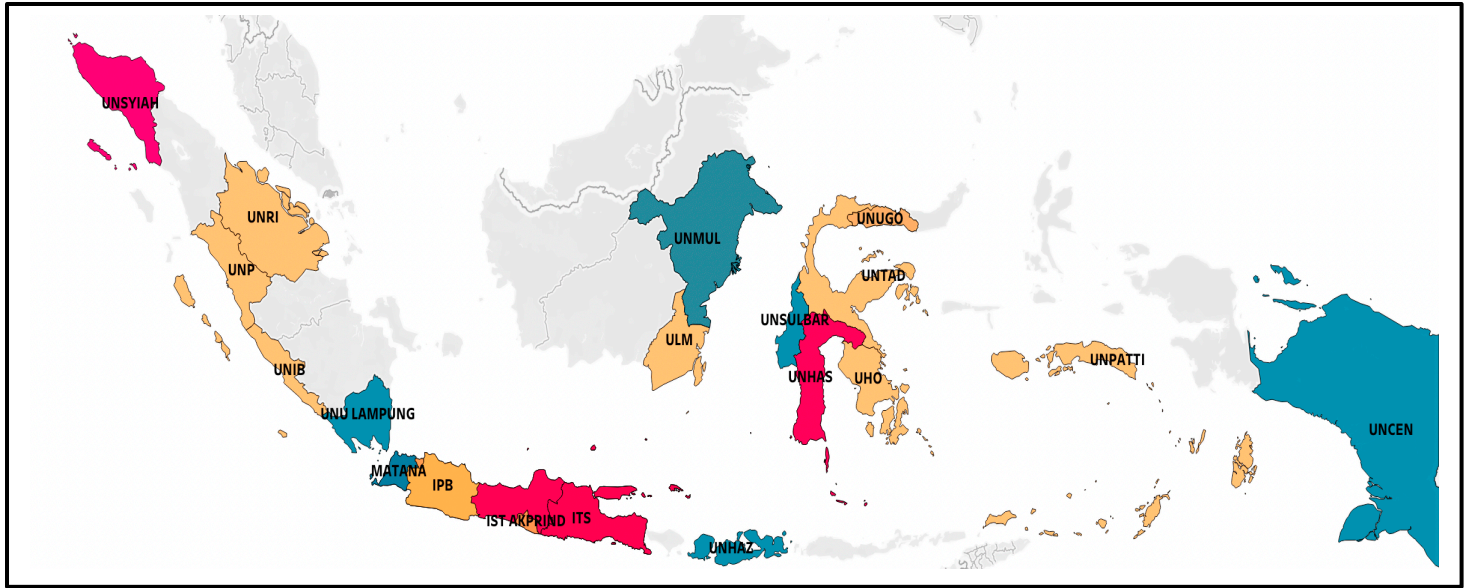 UNSYIAH
UNRI
UNUGO
UNMUL
UNP
UNTAD
UNSULBAR
ULM
UNPATTI
UNIB
UNHAS
UHO
UNU LAMPUNG
UNCEN
MATANA
IPB
IST AKPRIND
ITS
UNHAZ